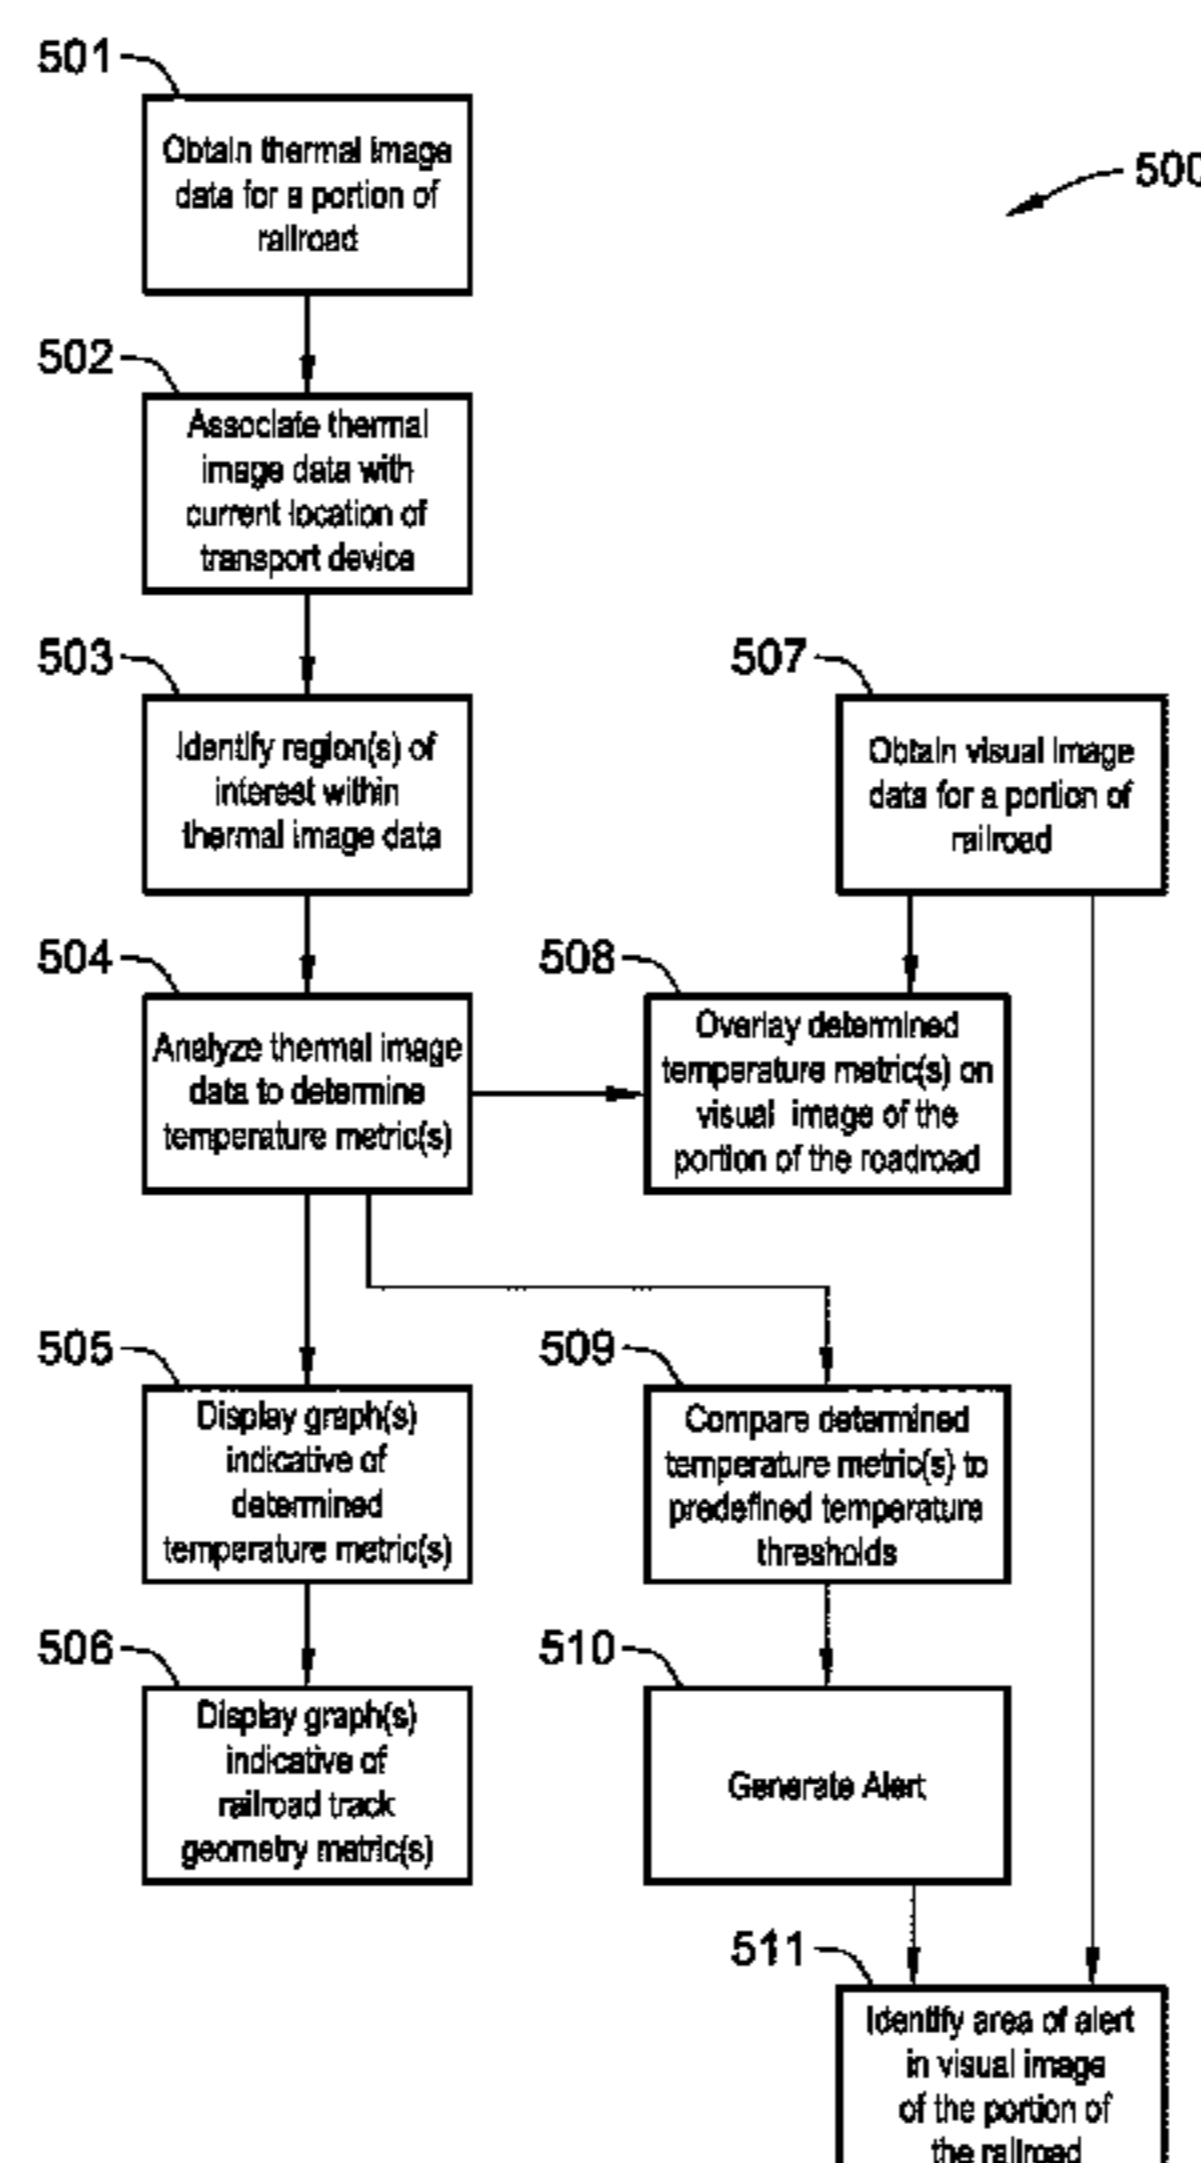 501
Obtain thermal image
data for a portion of
railroad
500
502
Associate thermal
image data with
current location of
transport device
503
Identify region(s) of
interest within
thermal image data
507
Obtain visual image
data for a portion of
railroad
504
Analyze thermal image
data to determine
temperature metric(s)
508
Overlay determined
temperature metric(s) on
visual image of the
portion of the roadroad
505
Display graph(s)
indicative of
determined
temperature metric(s)
509
Compare determined
temperature metric(s) to
predefined temperature
thresholds
506
Display graph(s)
indicative of
railroad track
geometry metric(s)
510
Generate Alert
511
Identify area of alert
in visual image
of the portion of
the railroad